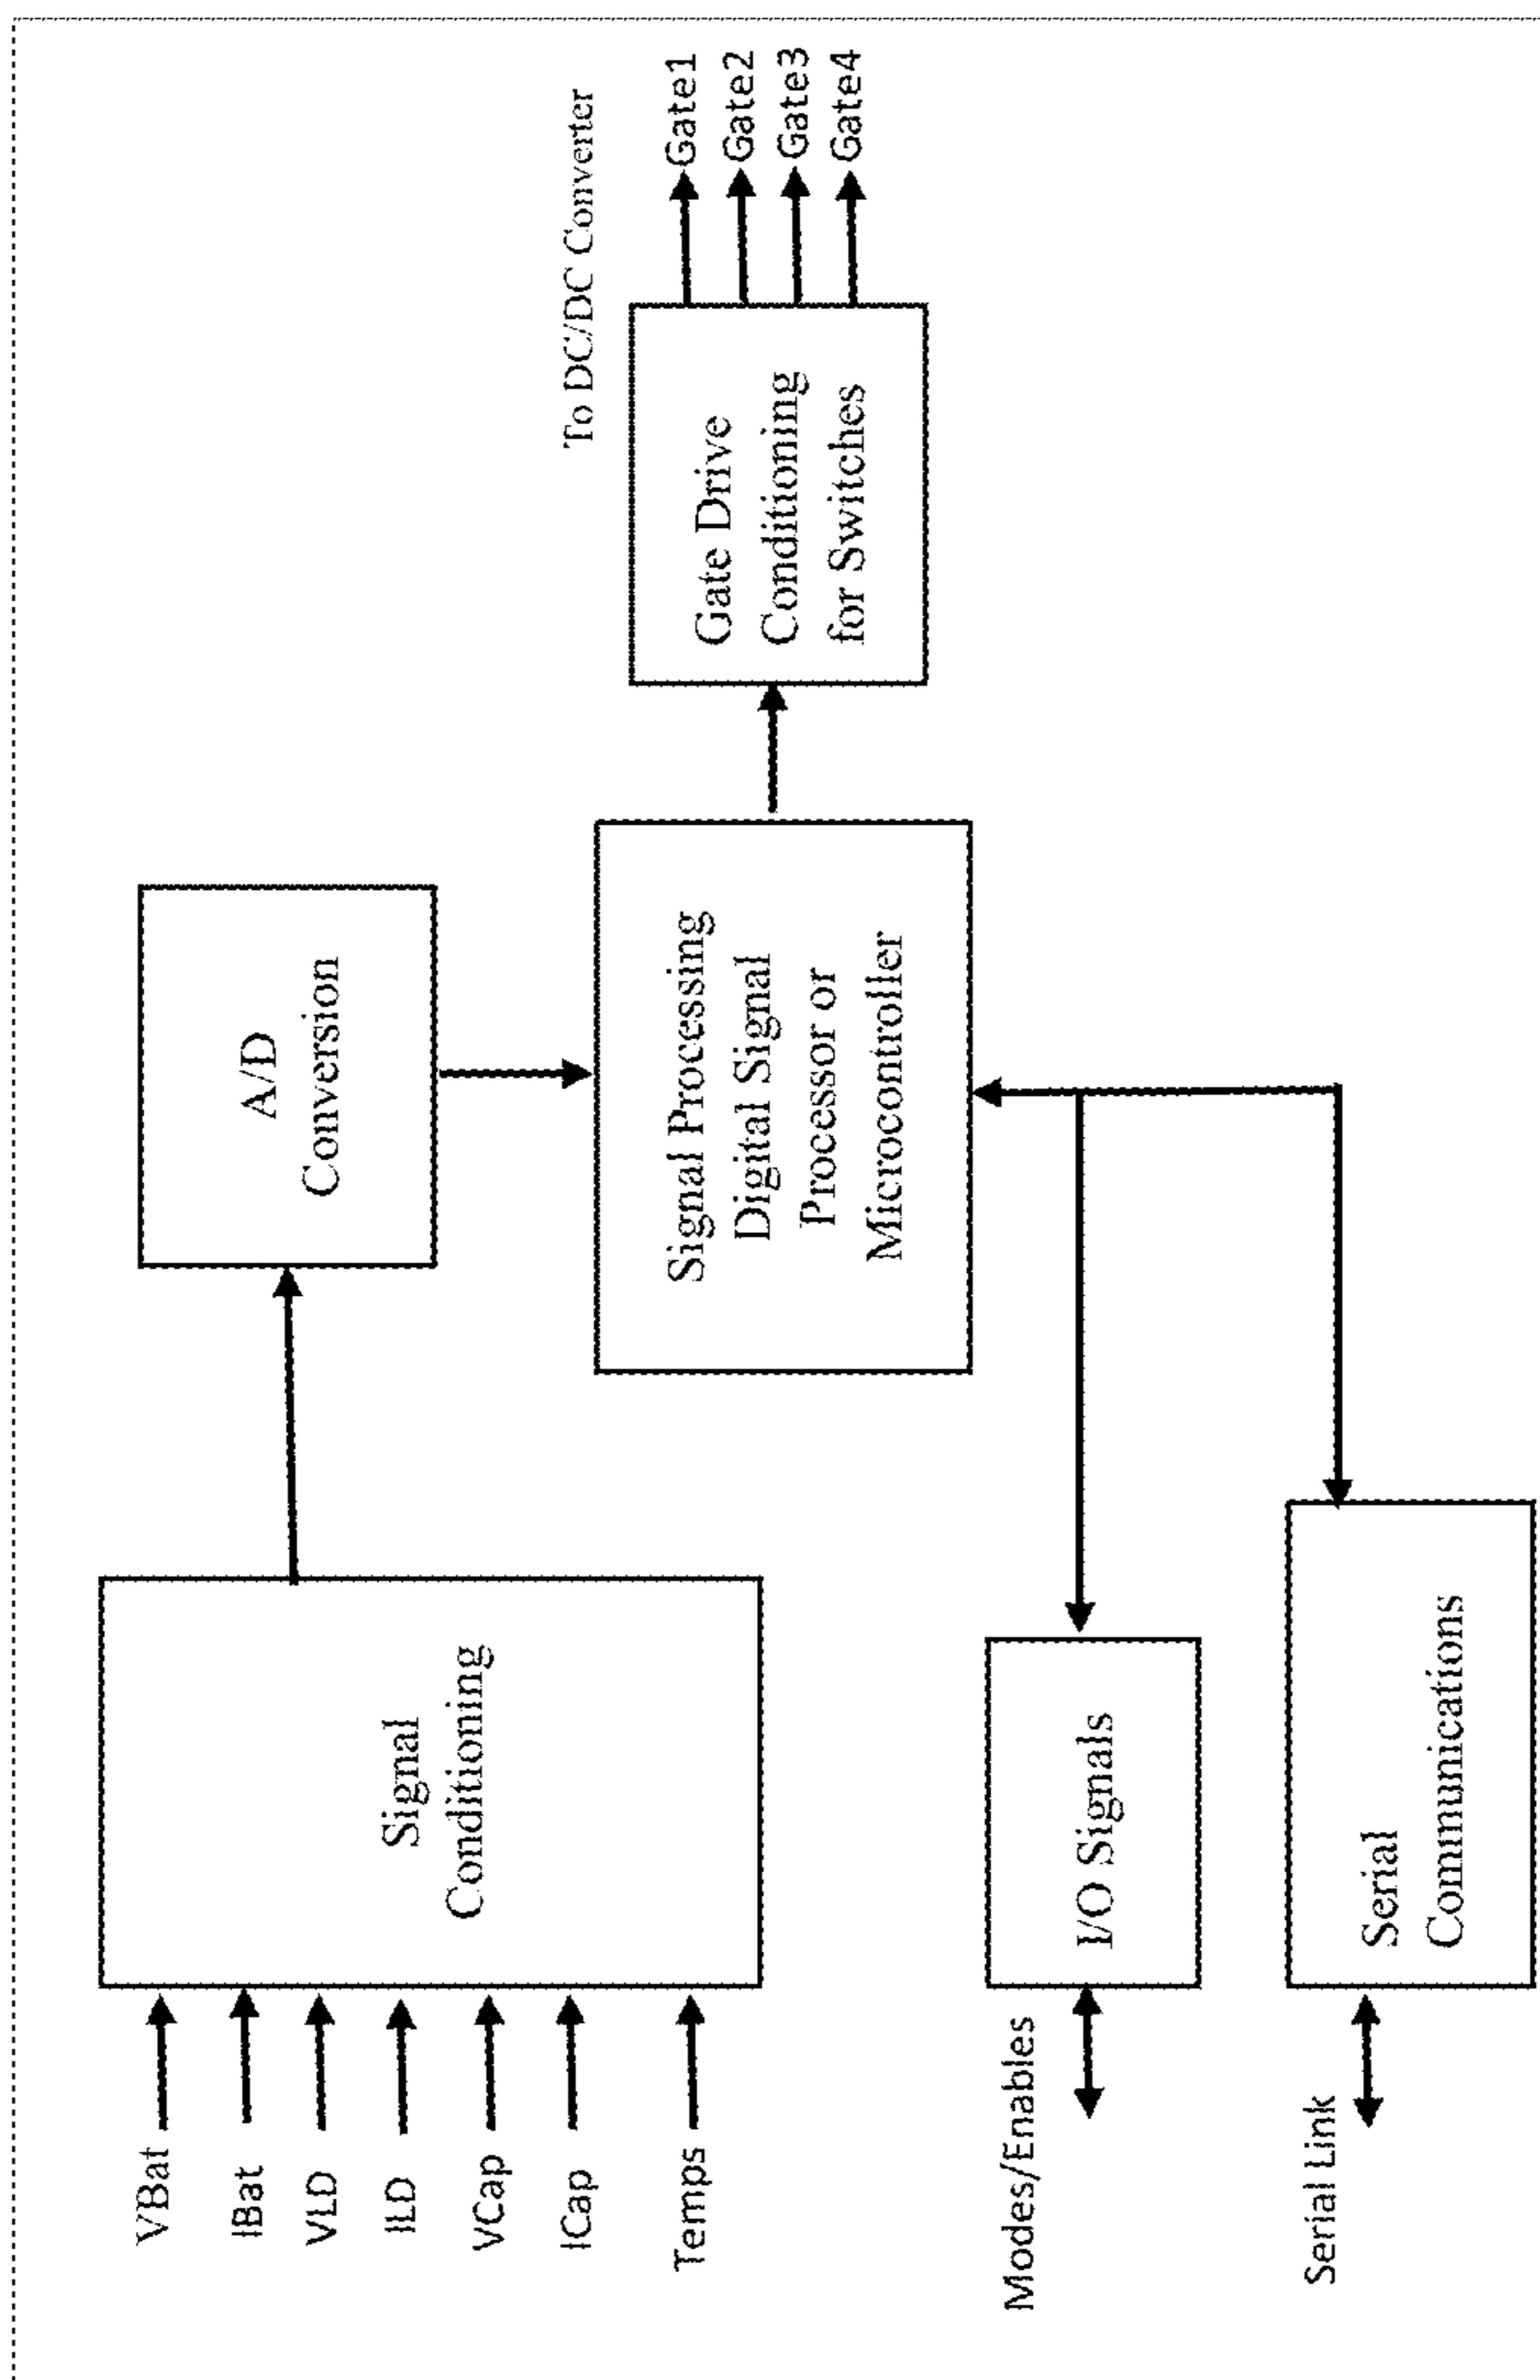 VBat
IBat
VLD
ILD
VCap
ICap
Temps
Signal
Conditioning
A/D
Conversion
Signal Processing
Digital Signal
Processor or
Microcontroller
Gate Drive
Conditioning
for Switches
To DC/DC Converter
Gate1
Gate2
Gate3
Gate4
Modes/Enables
I/O Signals
Serial Link
Serial
Communications